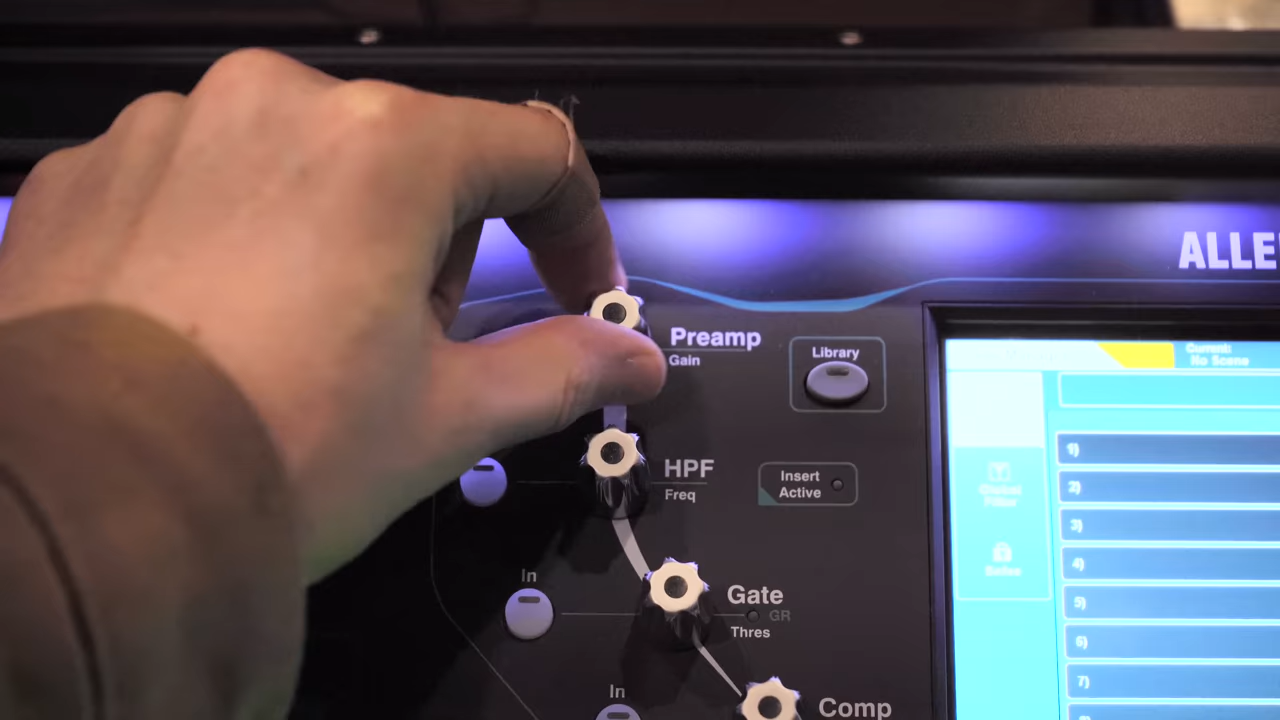 ALLE
Preamp
Gain
Library
Current:
No Scene
HPF
Freq
Insert
Active
1)
2)
3)
4)
5)
6)
7)
In
Gate
GR
Thres
In
Comp